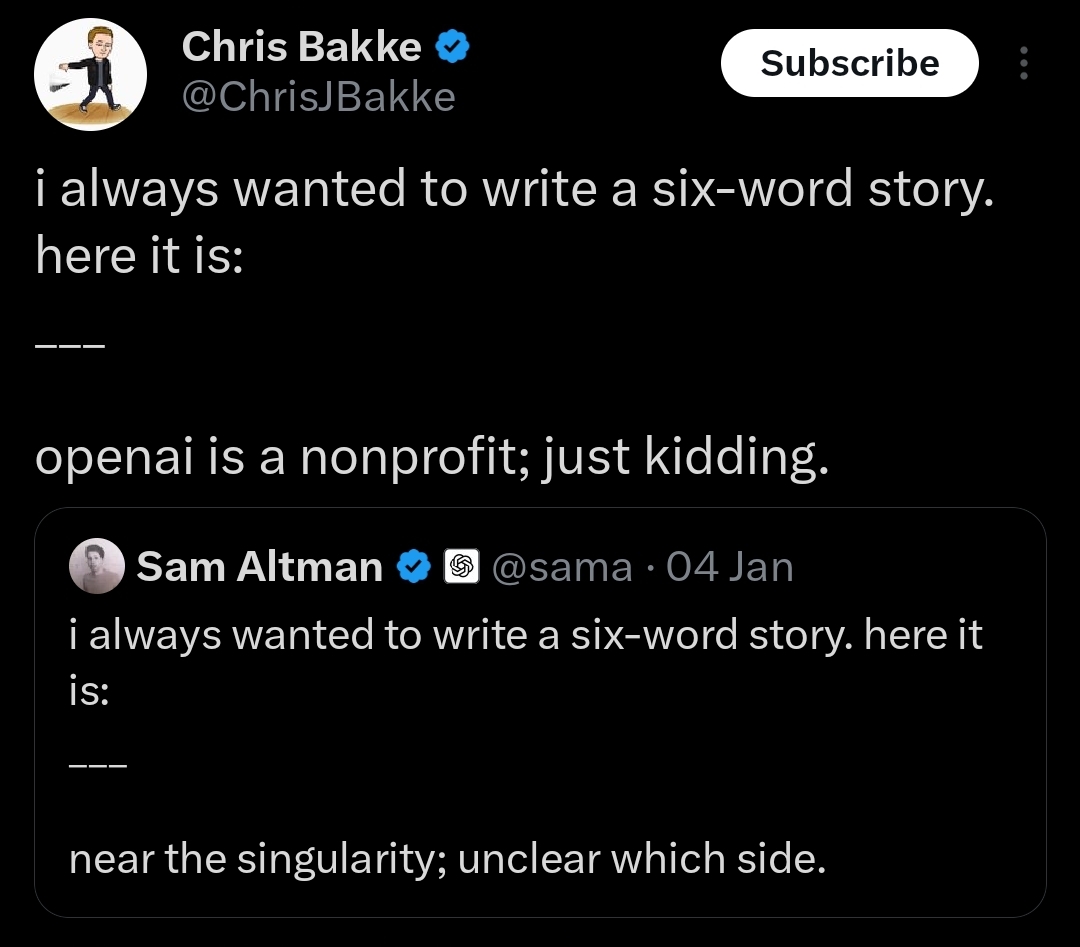 Chris Bakke
@ChrisJBakke
Subscribe
i always wanted to write a six-word story.
here it is:
___
openai is a nonprofit; just kidding.
Sam Altman @sama · 04 Jan
i always wanted to write a six-word story. here it
is:
___
near the singularity; unclear which side.